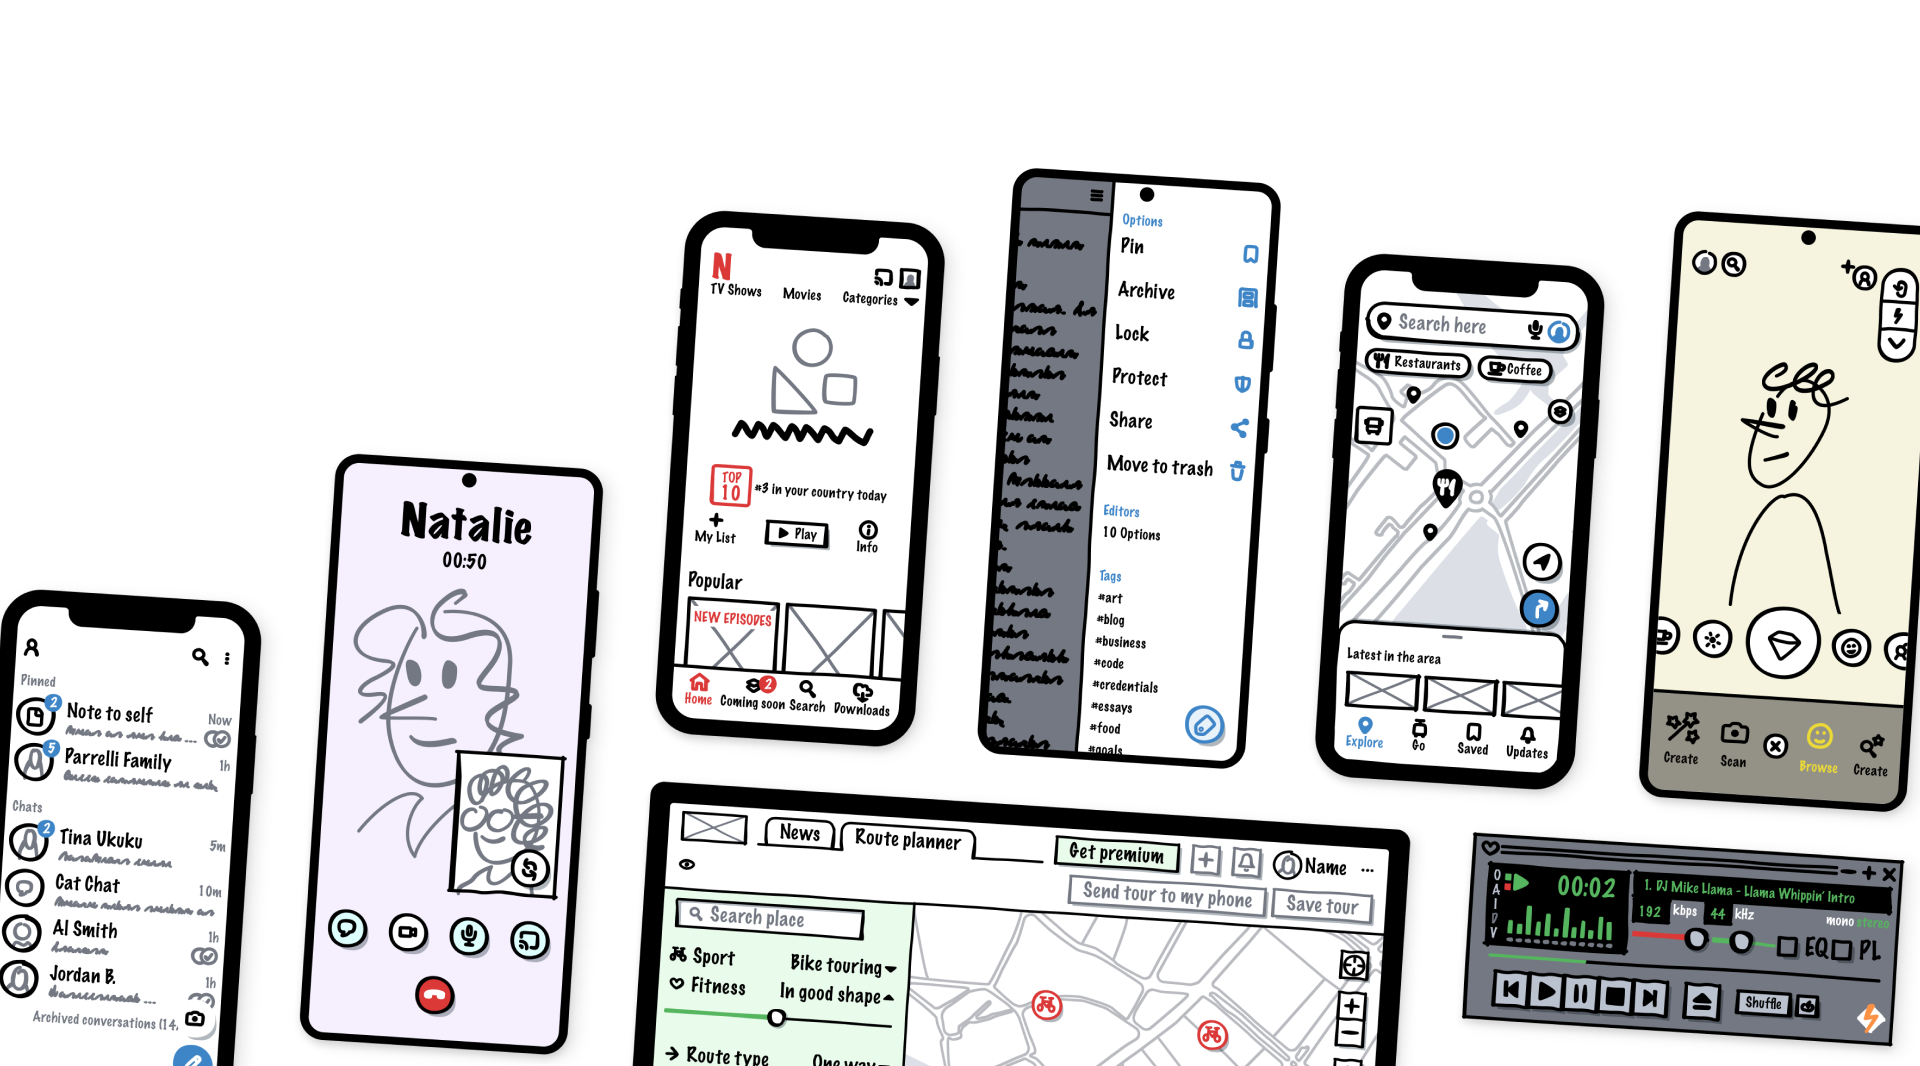 Pinned
2
Note to self
Now
5
Parrelli Family
1h
Chats
2
Tina Ukuku
5m
Cat Chat
10m
Al Smith
1h
Jordan B.
1h
Archived conversations (14
Natalie
00:50
N
TV Shows Movies Categories
TOP
10
#3 in your country today
My List
Play
Info
Popular
NEW EPISODES
2
Home Coming soon Search Downloads
Options
Pin
Archive
Lock
Protect
Share
Move to trash
Editors
10 Options
Tags
#art
#blog
#business
#code
#credentials
#essays
#food
#goals
Search here
Restaurants Coffee
Latest in the area
Explore Go Saved Updates
Create Scan Browse Create
News Route planner
Get premium
Name
Send tour to my phone Save tour
Search place
Sport Bike touring
Fitness In good shape
Route type One way
O
A
I
D
V
00:02
1. DJ Mike Llama - Llama Whippin' Intro
192 kbps 44 kHz
mono stereo
EQ PL
Shuffle